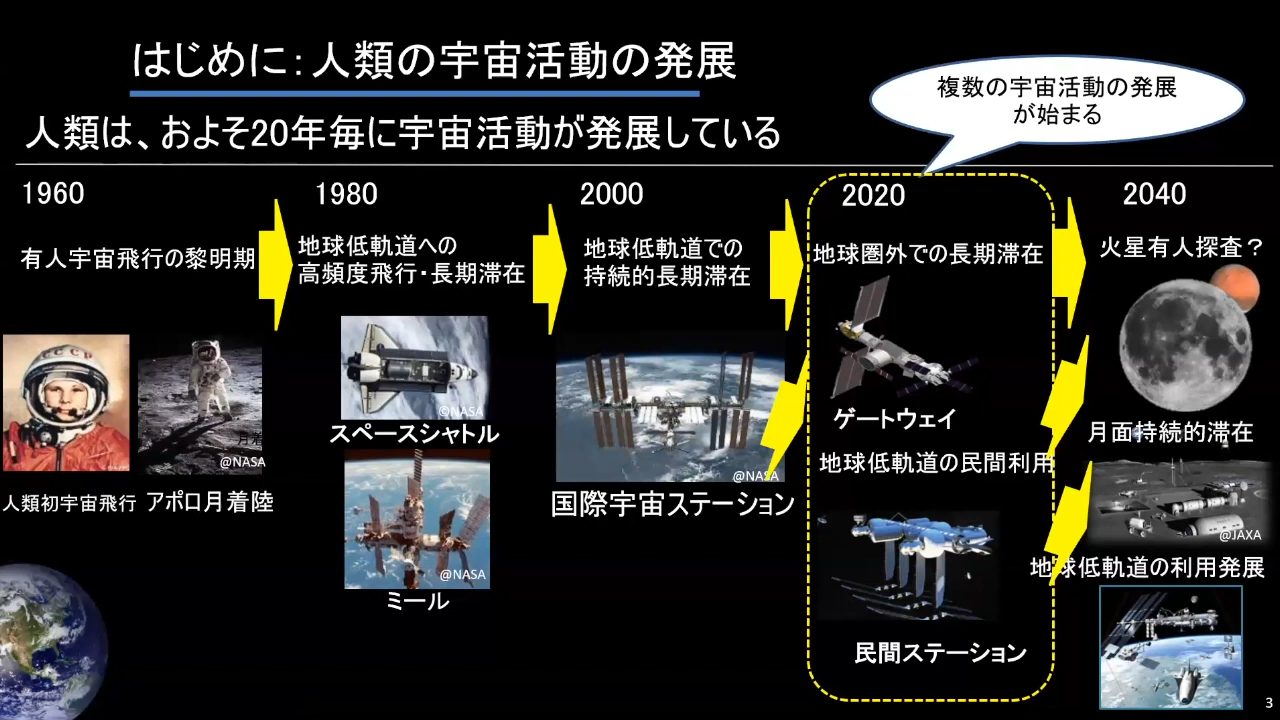 はじめに：人類の宇宙活動の発展
複数の宇宙活動の発展
が始まる
人類は、およそ20年毎に宇宙活動が発展している
1960
有人宇宙飛行の黎明期
CCCP
月着
@NASA
人類初宇宙飛行
アポロ月着陸
1980
地球低軌道への
高頻度飛行・長期滞在
©NASA
スペースシャトル
@NASA
ミール
2000
地球低軌道での
持続的長期滞在
@NASA
国際宇宙ステーション
2020
地球圏外での長期滞在
ゲートウェイ
地球低軌道の民間利用
民間ステーション
2040
火星有人探査？
月面持続的滞在
@JAXA
地球低軌道の利用発展
3